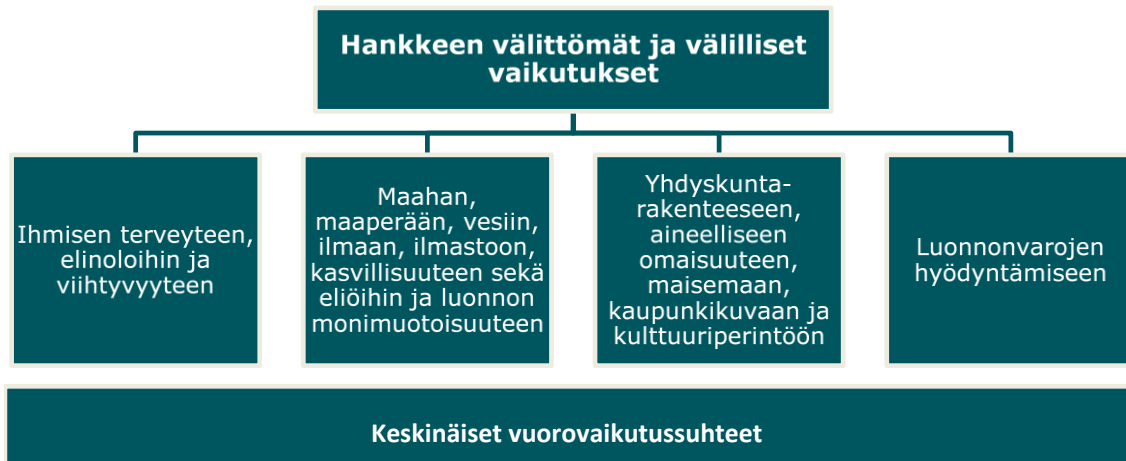 Hankkeen välittömät ja välilliset
vaikutukset
Ihmisen terveyteen,
elinoloihin ja
viihtyvyyteen
Maahan,
maaperään, vesiin,
ilmaan, ilmastoon,
kasvillisuuteen sekä
eliöihin ja luonnon
monimuotoisuuteen
Yhdyskunta-
rakenteeseen,
aineelliseen
omaisuuteen,
maisemaan,
kaupunkikuvaan ja
kulttuuriperintöön
Luonnonvarojen
hyödyntämiseen
Keskinäiset vuorovaikutussuhteet